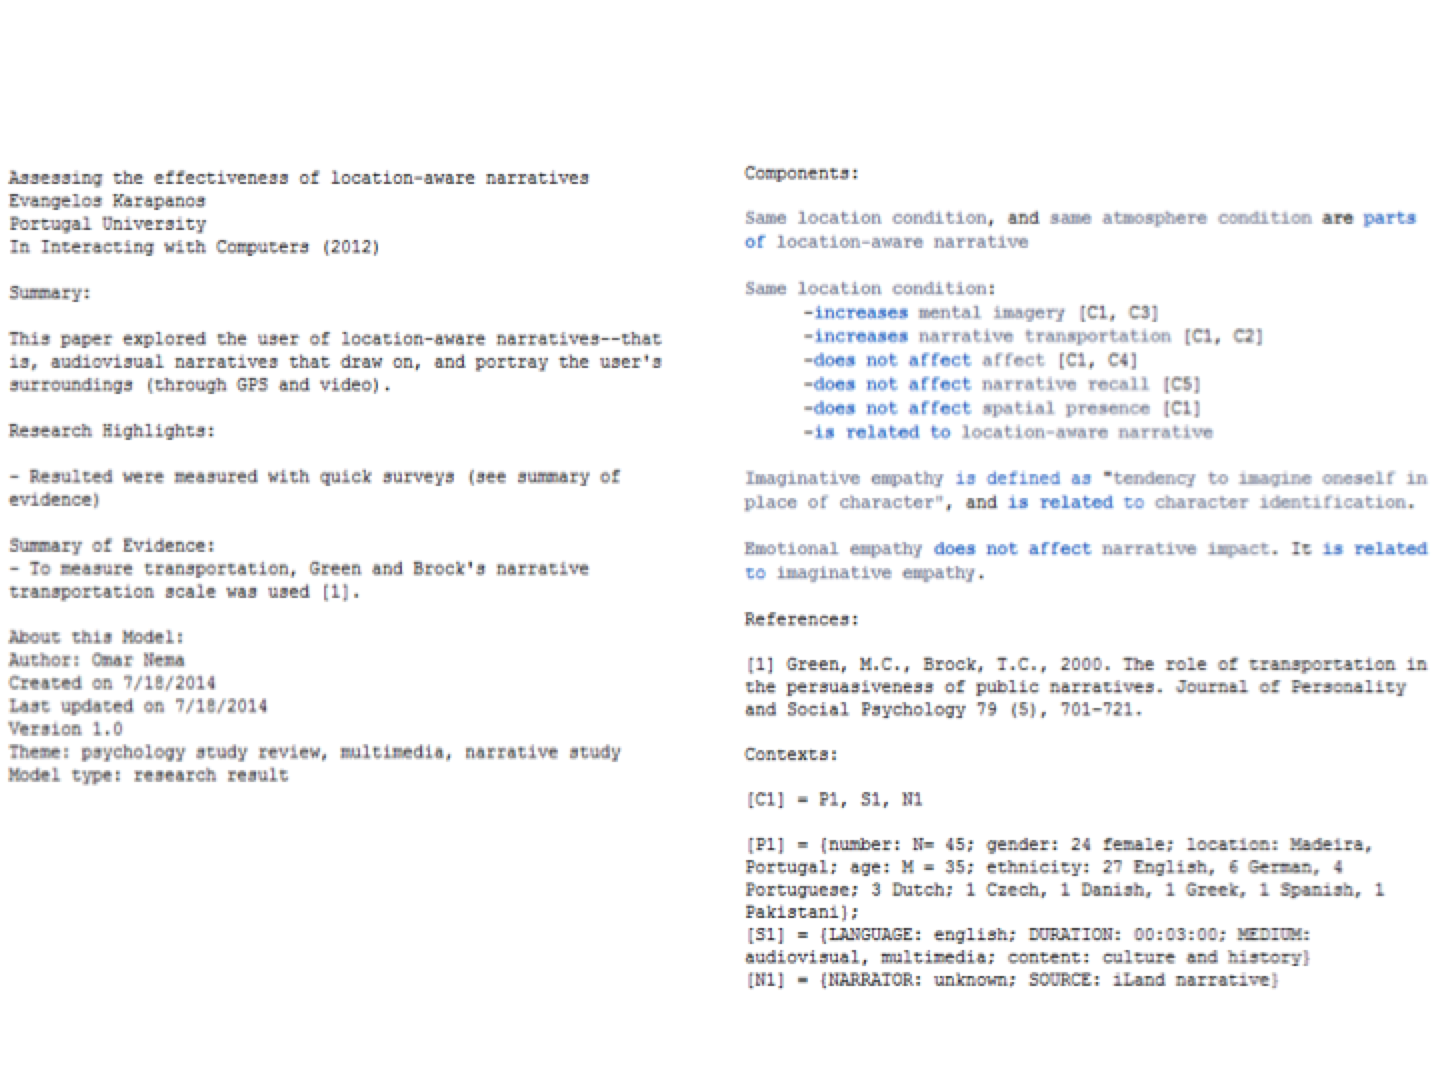 Assessing the effectiveness of location-aware narratives
Evangelos Karapanos
Portugal University
In Interacting with Computers (2012)
Summary:
This paper explored the user of location-aware narratives--that
is, audiovisual narratives that draw on, and portray the user's
surroundings (through GPS and video).
Research Highlights:
- Resulted were measured with quick surveys (see summary of
evidence)
Summary of Evidence:
- To measure transportation, Green and Brock's narrative
transportation scale was used [1].
About this Model:
Author: Omar Nema
Created on 7/18/2014
Last updated on 7/18/2014
Version 1.0
Theme: psychology study review, multimedia, narrative study
Model type: research result
Components:
Same location condition, and same atmosphere condition are parts
of location-aware narrative
Same location condition:
-increases mental imagery [C1, C3]
-increases narrative transportation [C1, C2]
-does not affect affect [C1, C4]
-does not affect narrative recall [C5]
-does not affect spatial presence [C1]
-is related to location-aware narrative
Imaginative empathy is defined as "tendency to imagine oneself in
place of character", and is related to character identification.
Emotional empathy does not affect narrative impact. It is related
to imaginative empathy.
References:
[1] Green, M.C., Brock, T.C., 2000. The role of transportation in
the persuasiveness of public narratives. Journal of Personality
and Social Psychology 79 (5), 701-721.
Contexts:
[C1] = P1, S1, N1
[P1] = {number: N= 45; gender: 24 female; location: Madeira,
Portugal; age: M = 35; ethnicity: 27 English, 6 German, 4
Portuguese; 3 Dutch; 1 Czech, 1 Danish, 1 Greek, 1 Spanish, 1
Pakistani};
[S1] = {LANGUAGE: english; DURATION: 00:03:00; MEDIUM:
audiovisual, multimedia; content: culture and history}
[N1] = {NARRATOR: unknown; SOURCE: iLand narrative}